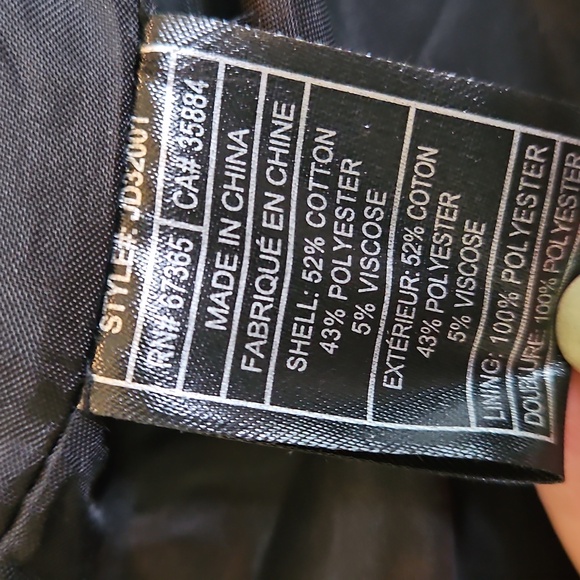 STYLE#: JD32001
RN# 67365 CA# 35884
MADE IN CHINA
FABRIQUÉ EN CHINE
SHELL: 52% COTTON
43% POLYESTER
5% VISCOSE
EXTÉRIEUR: 52% COTON
43% POLYESTER
5% VISCOSE
LINING: 100% POLYESTER
DOUBLURE: 100% POLYESTER